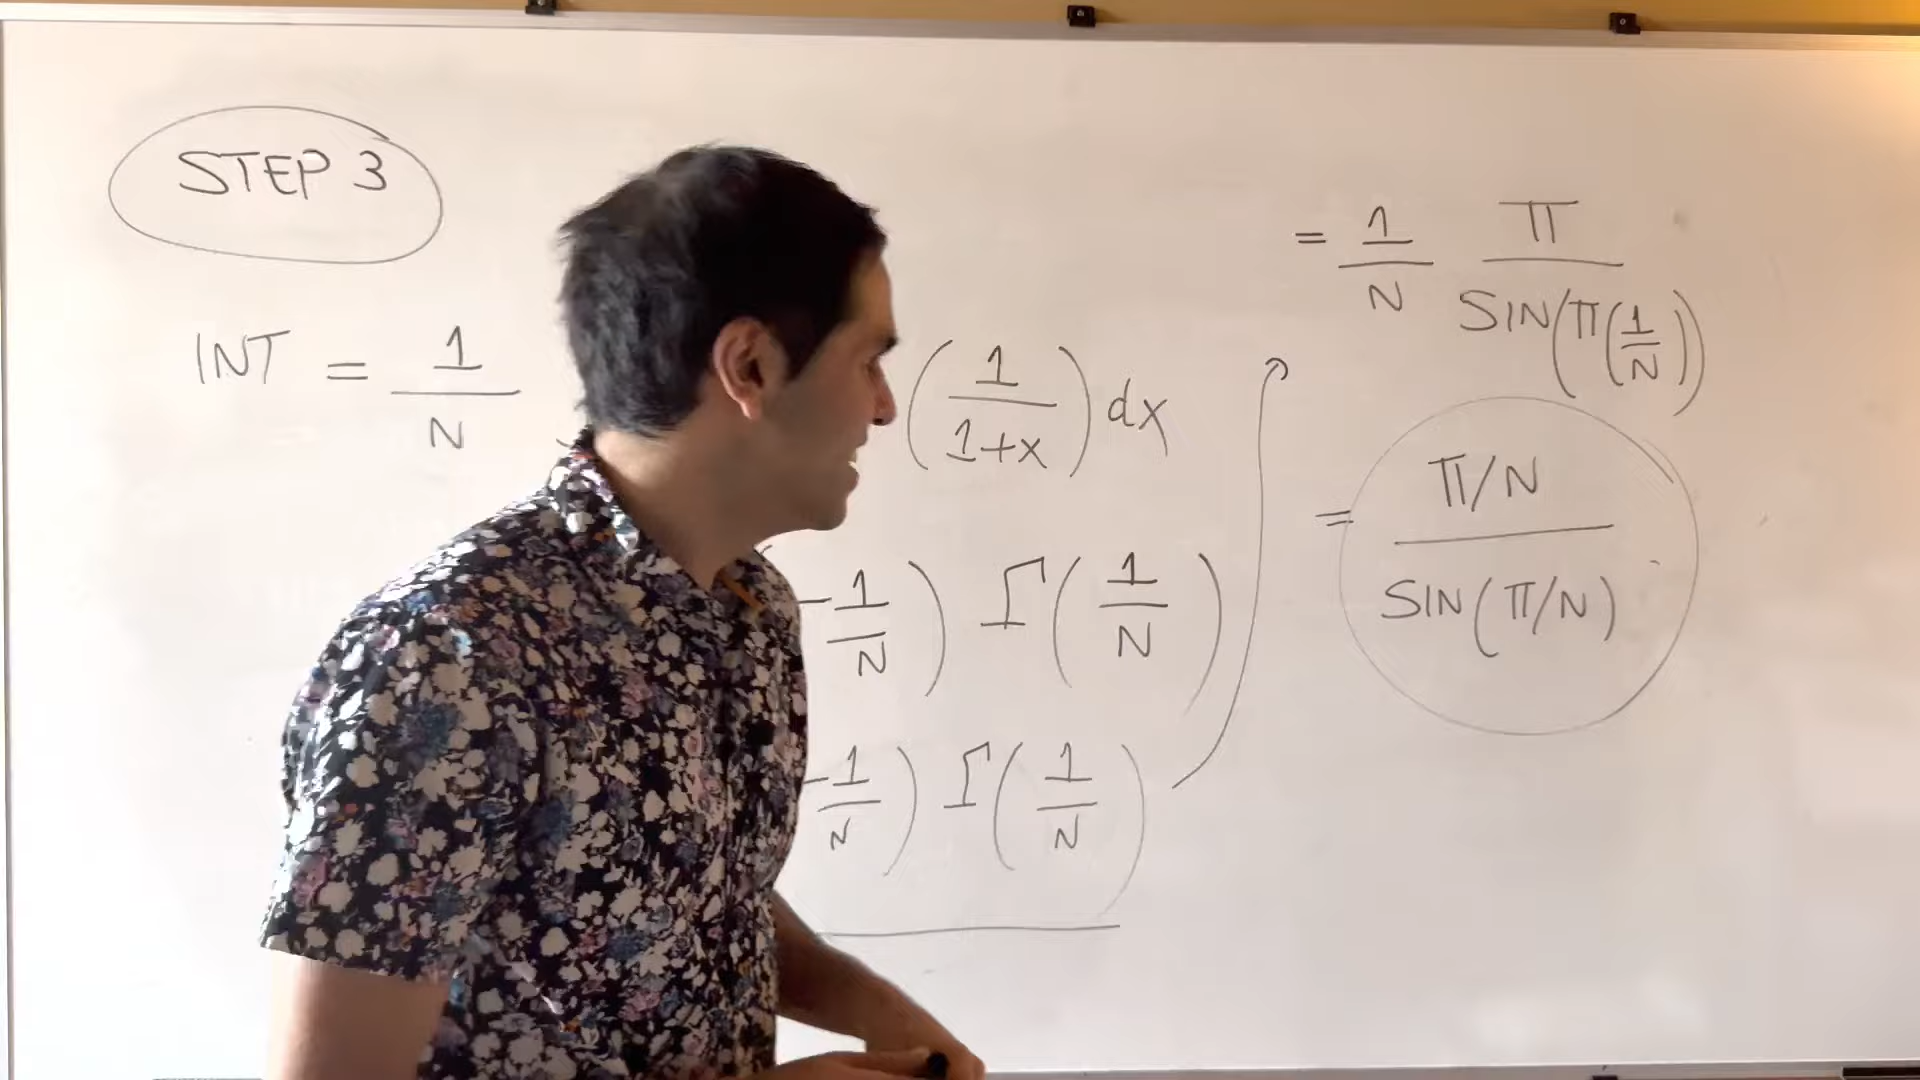 STEP 3
INT = 1/N (1/(1+x)) dx
-1/N) Γ(1/N)
-1/N) Γ(1/N)
= 1/N π/SIN(π(1/N))
= π/N / SIN(π/N)